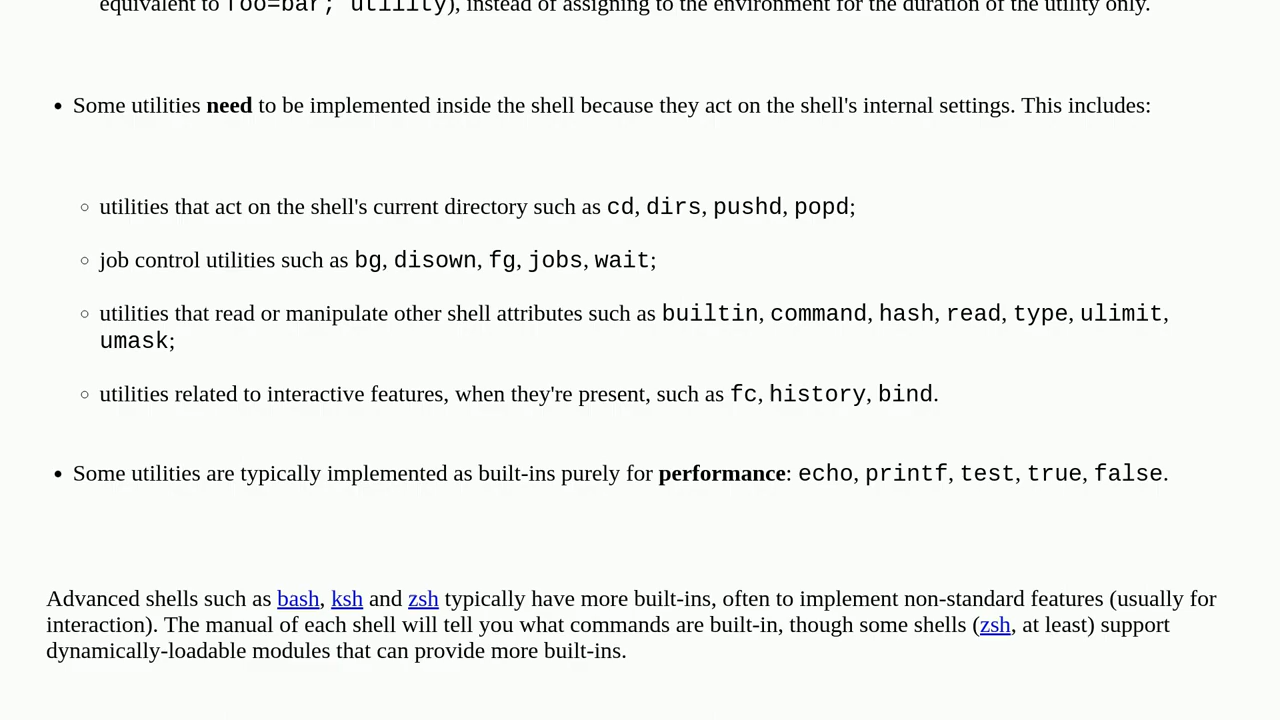 equivalent to foo=bar; utility), instead of assigning to the environment for the duration of the utility only.
Some utilities need to be implemented inside the shell because they act on the shell's internal settings. This includes:
utilities that act on the shell's current directory such as cd, dirs, pushd, popd;
job control utilities such as bg, disown, fg, jobs, wait;
utilities that read or manipulate other shell attributes such as builtin, command, hash, read, type, ulimit,
umask;
utilities related to interactive features, when they're present, such as fc, history, bind.
Some utilities are typically implemented as built-ins purely for performance: echo, printf, test, true, false.
Advanced shells such as bash, ksh and zsh typically have more built-ins, often to implement non-standard features (usually for
interaction). The manual of each shell will tell you what commands are built-in, though some shells (zsh, at least) support
dynamically-loadable modules that can provide more built-ins.